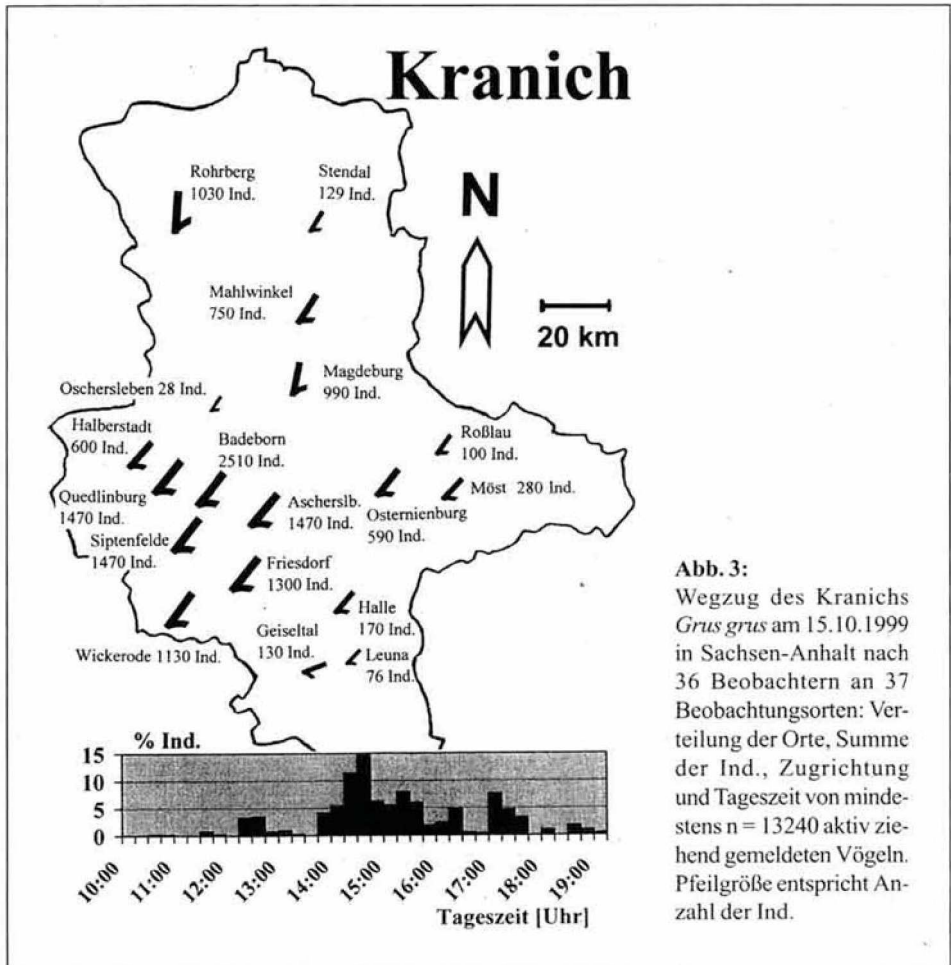 Kranich
Rohrberg
1030 Ind.
Stendal
129 Ind.
N
20 km
Mahlwinkel
750 Ind.
Magdeburg
990 Ind.
Oschersleben 28 Ind.
Halberstadt
600 Ind.
Badeborn
2510 Ind.
Roßlau
100 Ind.
Quedlinburg
1470 Ind.
Ascherslb.
1470 Ind.
Möst 280 Ind.
Osternienburg
590 Ind.
Siptenfelde
1470 Ind.
Friesdorf
1300 Ind.
Halle
170 Ind.
Wickerode 1130 Ind.
Geiseltal
130 Ind.
Leuna
76 Ind.
Abb. 3:
Wegzug des Kranichs
Grus grus am 15.10.1999
in Sachsen-Anhalt nach
36 Beobachtern an 37
Beobachtungsorten: Ver-
teilung der Orte, Summe
der Ind., Zugrichtung
und Tageszeit von minde-
stens n = 13240 aktiv zie-
hend gemeldeten Vögeln.
Pfeilgröße entspricht An-
zahl der Ind.
% Ind.
15
10
5
0
10:00 11:00 12:00 13:00 14:00 15:00 16:00 17:00 18:00 19:00
Tageszeit [Uhr]